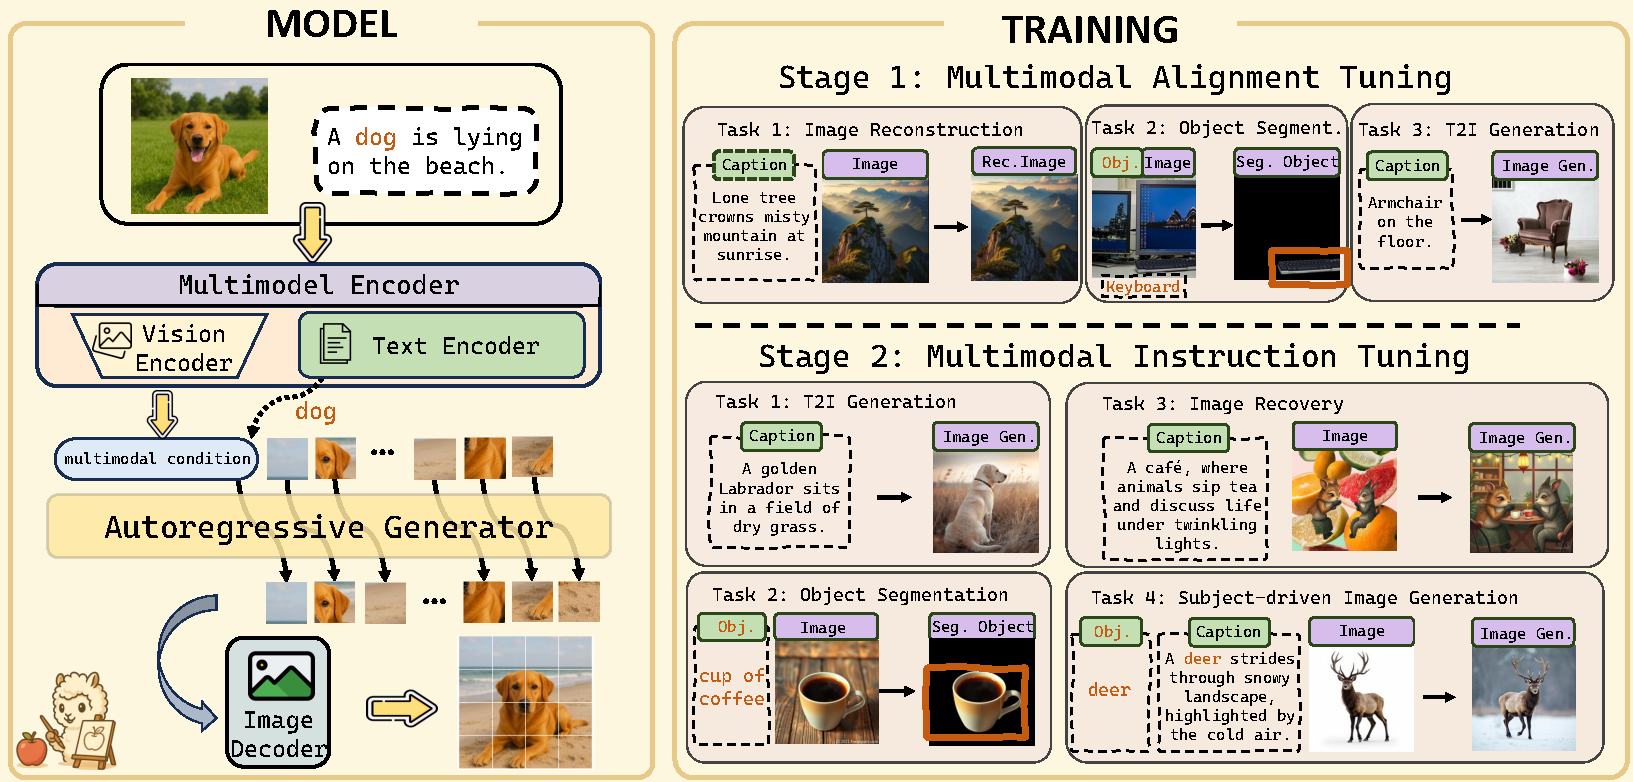 MODEL
A dog is lying
on the beach.
Multimodel Encoder
Vision
Encoder
Text Encoder
dog
multimodal condition
Autoregressive Generator
Image
Decoder
TRAINING
Stage 1: Multimodal Alignment Tuning
Task 1: Image Reconstruction
Caption
Image
Rec.Image
Lone tree
crowns misty
mountain at
sunrise.
Task 2: Object Segment.
Obj.
Image
Seg. Object
Keyboard
Task 3: T2I Generation
Caption
Image Gen.
Armchair
on the
floor.
Stage 2: Multimodal Instruction Tuning
Task 1: T2I Generation
Caption
Image Gen.
A golden
Labrador sits
in a field of
dry grass.
Task 3: Image Recovery
Caption
Image
Image Gen.
A café, where
animals sip tea
and discuss life
under twinkling
lights.
Task 2: Object Segmentation
Obj.
Image
Seg. Object
cup of
coffee
Task 4: Subject-driven Image Generation
Obj.
Caption
Image
Image Gen.
deer
A deer strides
through snowy
landscape,
highlighted by
the cold air.